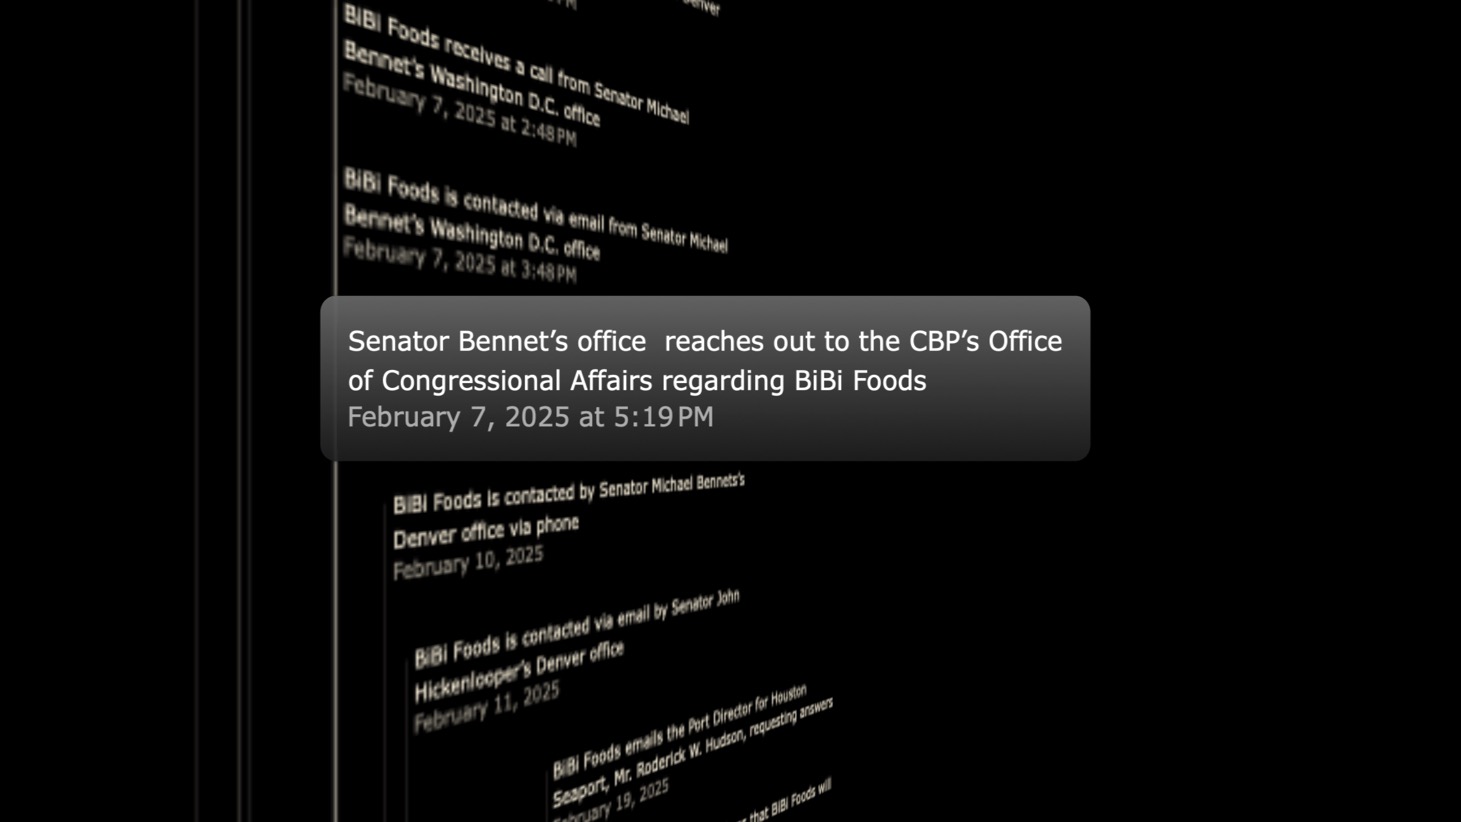 BiBi Foods receives a call from Senator Michael
Bennet’s Washington D.C. office
February 7, 2025 at 2:48 PM
BiBi Foods is contacted via email from Senator Michael
Bennet’s Washington D.C. office
February 7, 2025 at 3:48 PM
Senator Bennet’s office  reaches out to the CBP’s Office
of Congressional Affairs regarding BiBi Foods
February 7, 2025 at 5:19 PM
BiBi Foods is contacted by Senator Michael Bennets’s
Denver office via phone
February 10, 2025
BiBi Foods is contacted via email by Senator John
Hickenlooper’s Denver office
February 11, 2025
BiBi Foods emails the Port Director for Houston
Seaport, Mr. Roderick W. Hudson, requesting answers
February 19, 2025
that BiBi Foods will